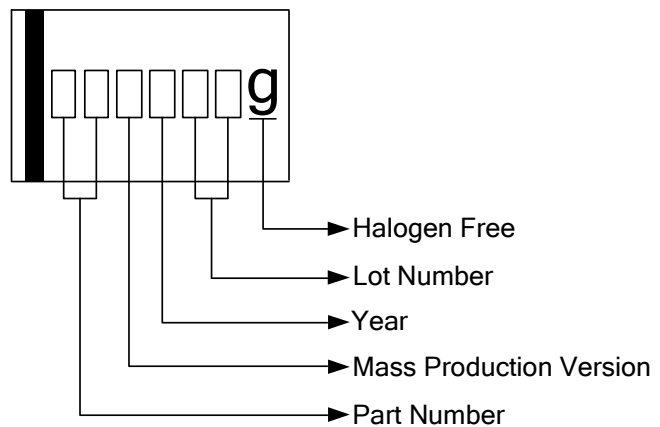 g
Halogen Free
Lot Number
Year
Mass Production Version
Part Number